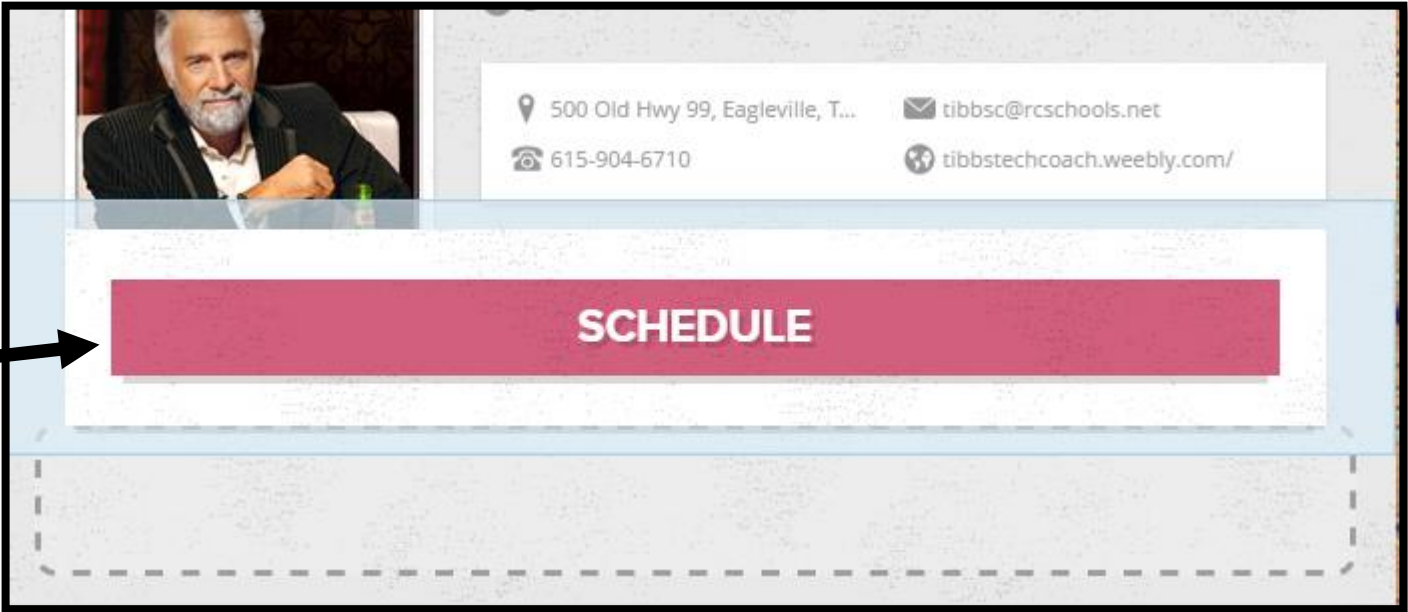 500 Old Hwy 99, Eagleville, T...
tibbsc@rcschools.net
615-904-6710
tibbstechcoach.weebly.com/
SCHEDULE